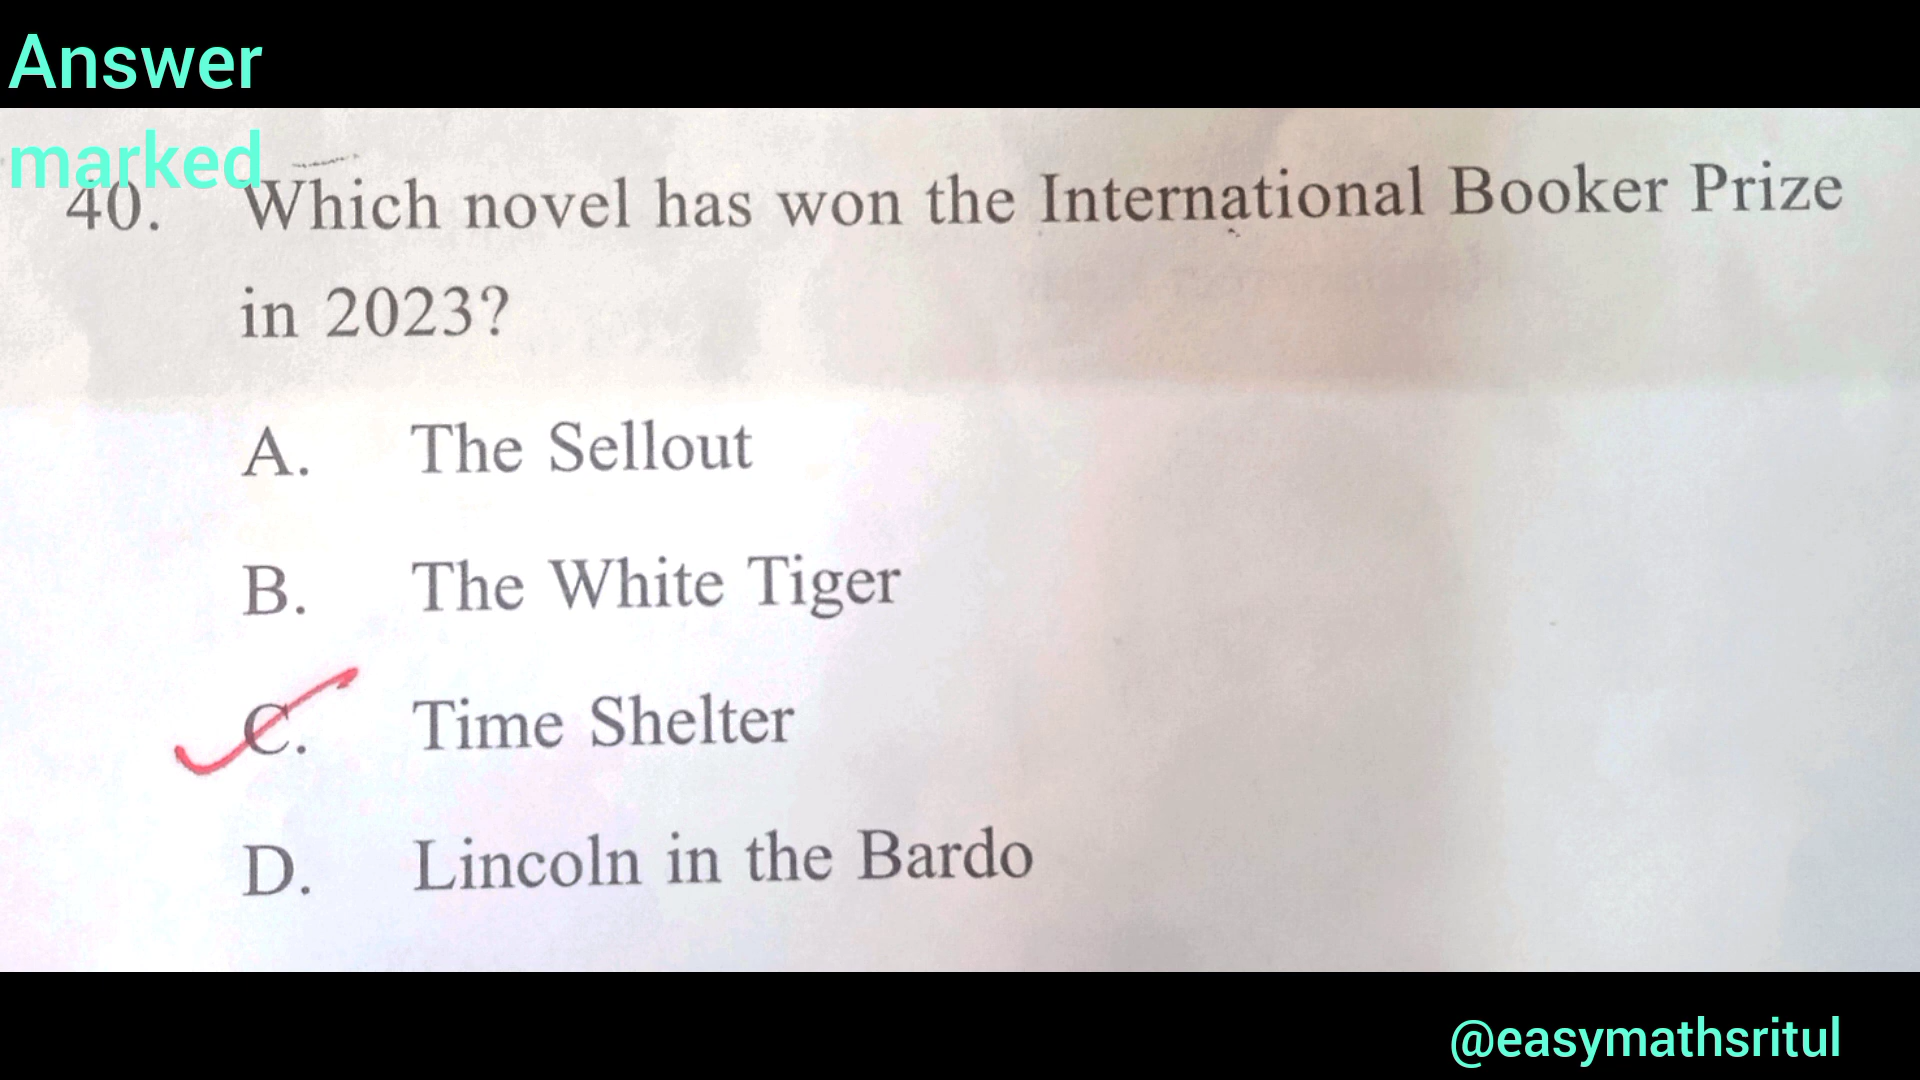 Answer
marked
40. Which novel has won the International Booker Prize
in 2023?
A. The Sellout
B. The White Tiger
C. Time Shelter
D. Lincoln in the Bardo
@easymathsritul